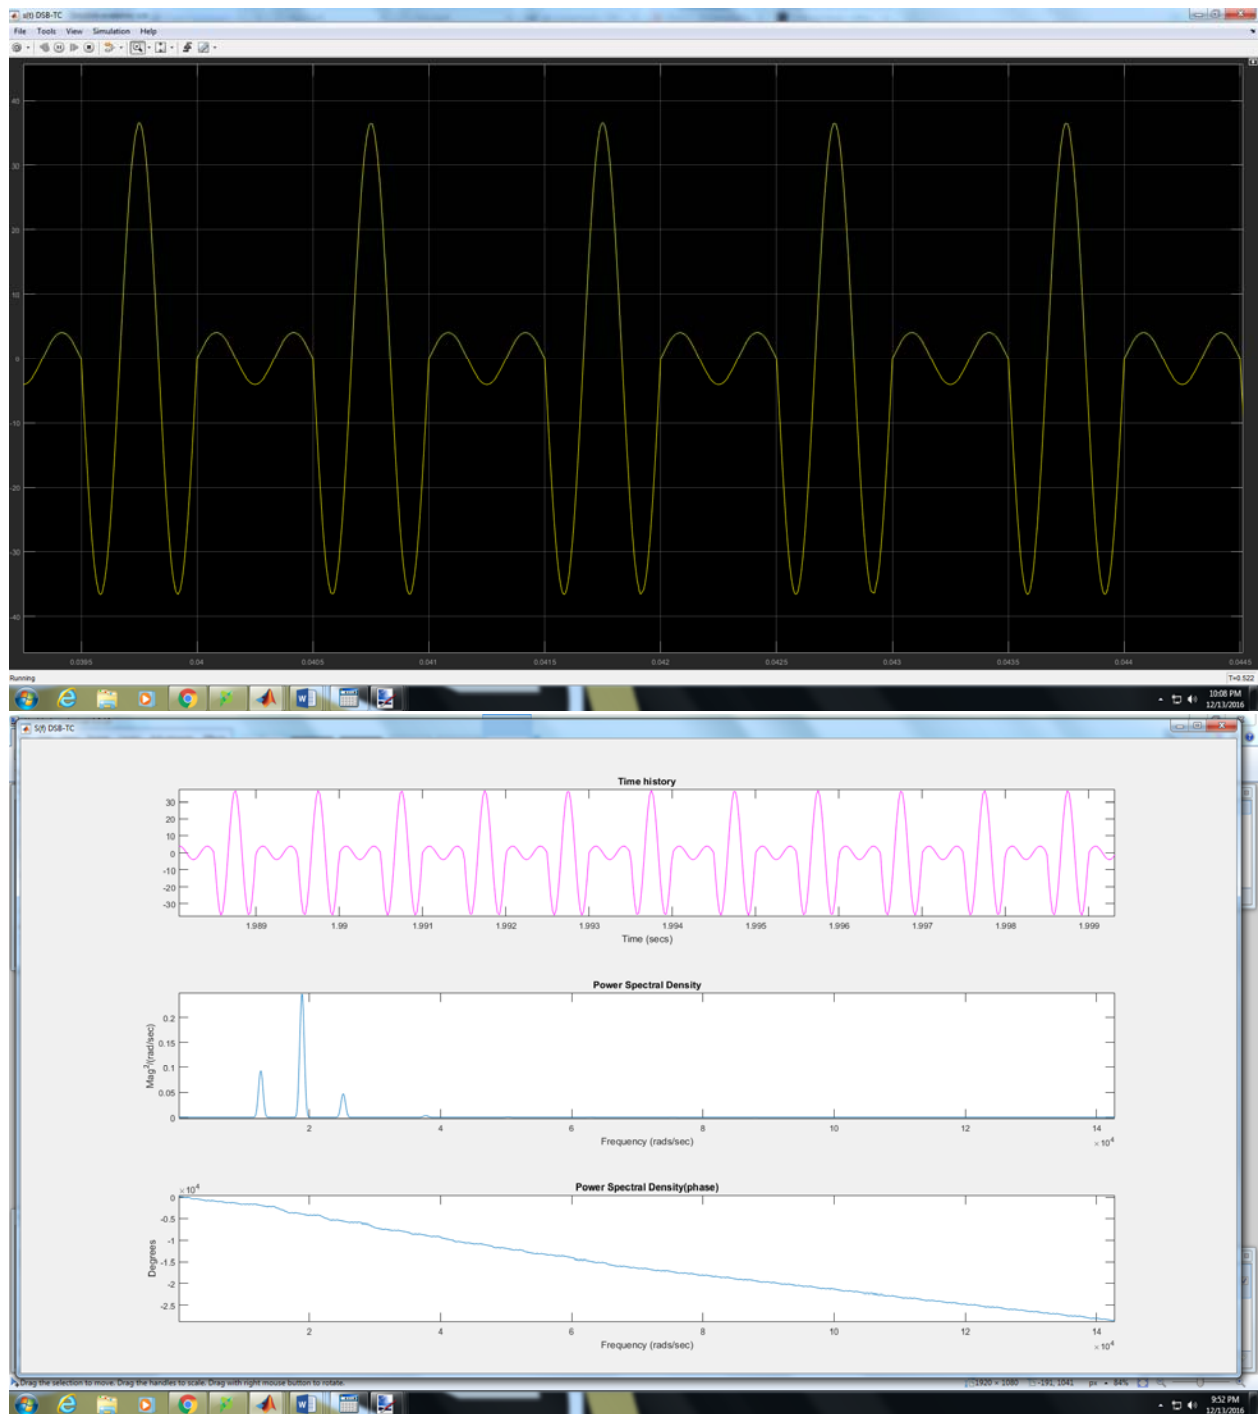 s(t) DSB-TC
File Tools View Simulation Help
40
30
20
10
0
-10
-20
-30
-40
0.0395 0.04 0.0405 0.041 0.0415 0.042 0.0425 0.043 0.0435 0.044 0.0445
Running T=0.522
10:08 PM
12/13/2016
S(f) DSB-TC
Time history
30
20
10
0
-10
-20
-30
1.989 1.99 1.991 1.992 1.993 1.994 1.995 1.996 1.997 1.998 1.999
Time (secs)
Power Spectral Density
Mag²/(rad/sec)
0.2
0.15
0.1
0.05
0
2 4 6 8 10 12 14
×10⁴
Frequency (rads/sec)
Power Spectral Density(phase)
×10⁴
Degrees
0
-0.5
-1
-1.5
-2
-2.5
2 4 6 8 10 12 14
×10⁴
Frequency (rads/sec)
Drag the selection to move. Drag the handles to scale. Drag with right mouse button to rotate. 1920 × 1080 -191, 1041 px 84%
9:52 PM
12/13/2016